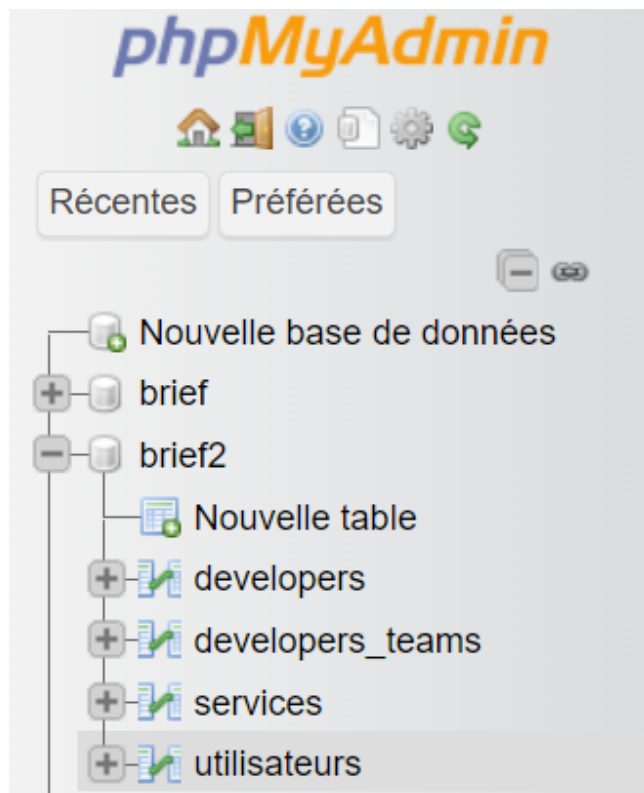 phpMyAdmin
Récentes Préférées
Nouvelle base de données
brief
brief2
Nouvelle table
developers
developers_teams
services
utilisateurs